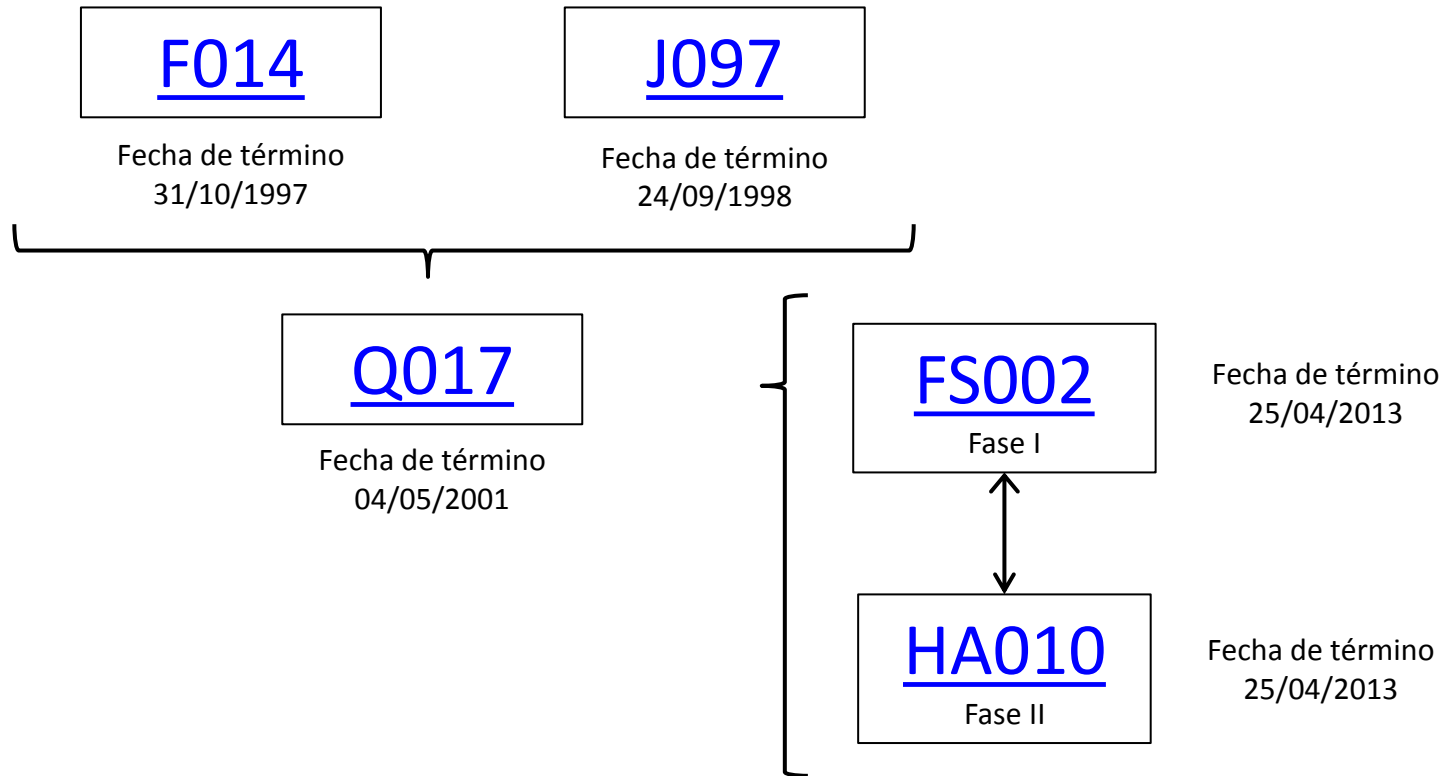 F014
Fecha de término
31/10/1997
J097
Fecha de término
24/09/1998
Q017
Fecha de término
04/05/2001
FS002
Fase I
Fecha de término
25/04/2013
HA010
Fase II
Fecha de término
25/04/2013